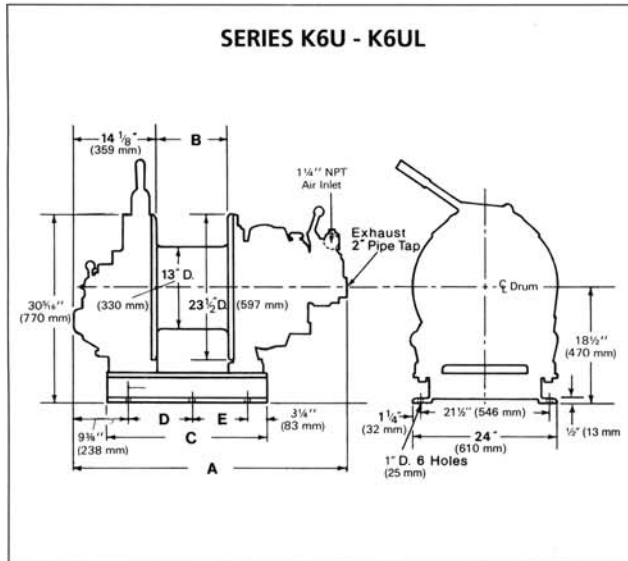 SERIES K6U - K6UL
14 1/8"
(359 mm)
B
1¼" NPT
Air Inlet
Exhaust
2" Pipe Tap
13" D.
(330 mm)
23½" D.
(597 mm)
30 5/16"
(770 mm)
℄ Drum
18½"
(470 mm)
D
E
3¼"
(83 mm)
9⅜"
(238 mm)
C
A
1¼"
(32 mm)
21½" (546 mm)
½" (13 mm
24"
(610 mm)
1" D. 6 Holes
(25 mm)